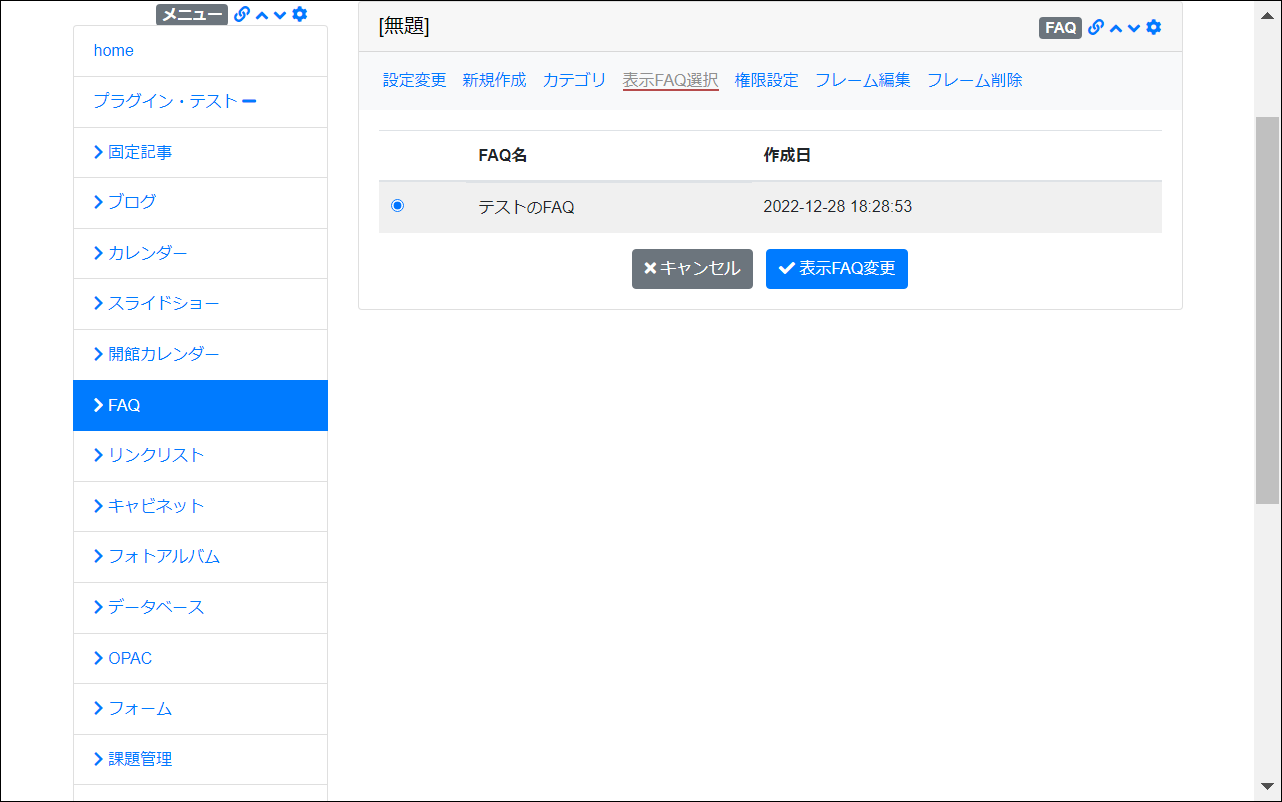 メニュー
home
プラグイン・テスト
固定記事
ブログ
カレンダー
スライドショー
開館カレンダー
FAQ
リンクリスト
キャビネット
フォトアルバム
データベース
OPAC
フォーム
課題管理
[無題]
FAQ
設定変更 新規作成 カテゴリ 表示FAQ選択 権限設定 フレーム編集 フレーム削除
FAQ名 作成日
テストのFAQ 2022-12-28 18:28:53
キャンセル 表示FAQ変更